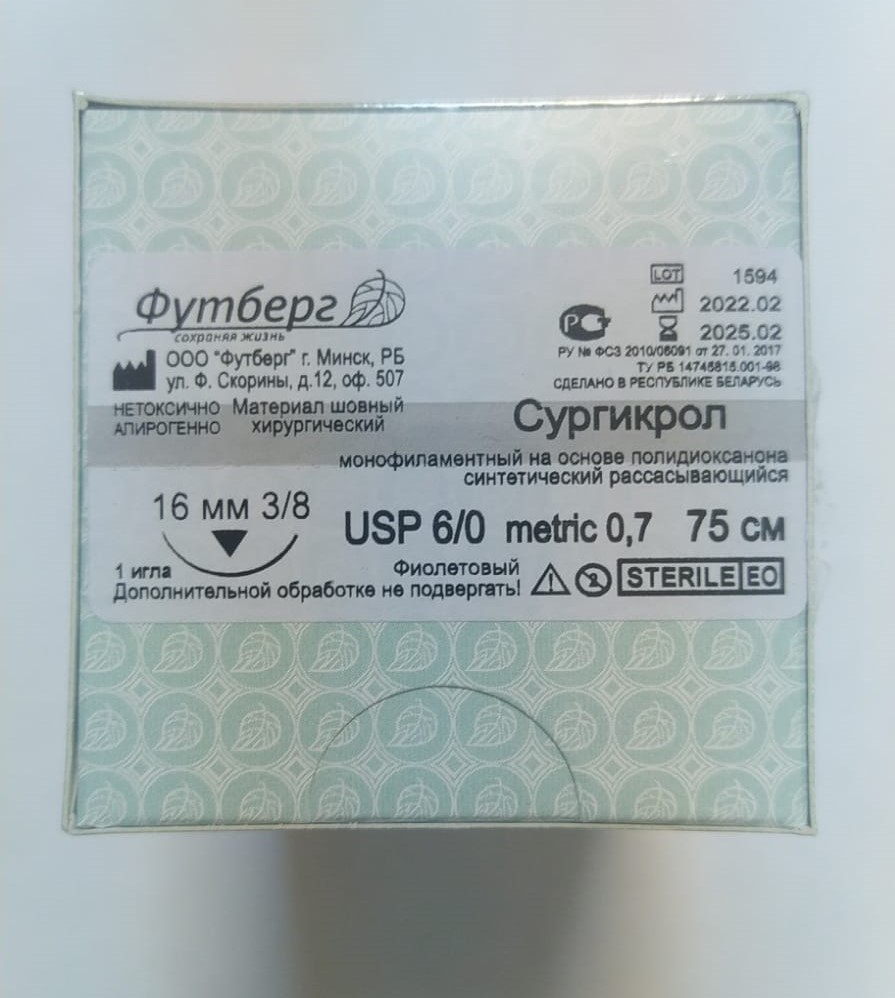 Футберг
сохраняя жизнь
ООО "Футберг" г. Минск, РБ
ул. Ф. Скорины, д.12, оф. 507
НЕТОКСИЧНО
АПИРОГЕННО
Материал шовный
хирургический
LOT 1594
2022.02
2025.02
РУ № ФСЗ 2010/06091 от 27. 01. 2017
ТУ РБ 14745815.001-98
СДЕЛАНО В РЕСПУБЛИКЕ БЕЛАРУСЬ
Сургикрол
монофиламентный на основе полидиоксанона
синтетический рассасывающийся
16 мм 3/8
USP 6/0 metric 0,7 75 см
1 игла
Фиолетовый
Дополнительной обработке не подвергать!
2
STERILE EO